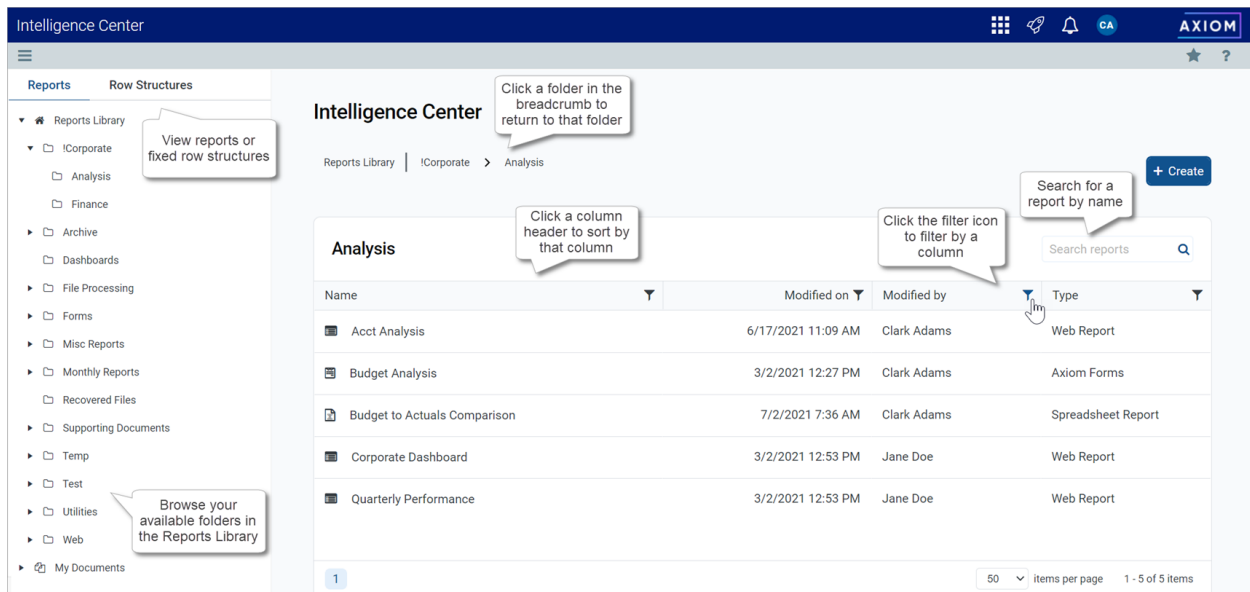 Intelligence Center
CA
AXIOM
?
Reports Row Structures
Reports Library
!Corporate
Analysis
Finance
Archive
Dashboards
File Processing
Forms
Misc Reports
Monthly Reports
Recovered Files
Supporting Documents
Temp
Test
Utilities
Web
My Documents
View reports or
fixed row structures
Browse your
available folders in
the Reports Library
Intelligence Center
Click a folder in the
breadcrumb to
return to that folder
Reports Library | !Corporate > Analysis
+ Create
Search for a
report by name
Click a column
header to sort by
that column
Click the filter icon
to filter by a
column
Analysis
Search reports
Name Modified on Modified by Type
Acct Analysis 6/17/2021 11:09 AM Clark Adams Web Report
Budget Analysis 3/2/2021 12:27 PM Clark Adams Axiom Forms
Budget to Actuals Comparison 7/2/2021 7:36 AM Clark Adams Spreadsheet Report
Corporate Dashboard 3/2/2021 12:53 PM Jane Doe Web Report
Quarterly Performance 3/2/2021 12:53 PM Jane Doe Web Report
1
50 items per page 1 - 5 of 5 items